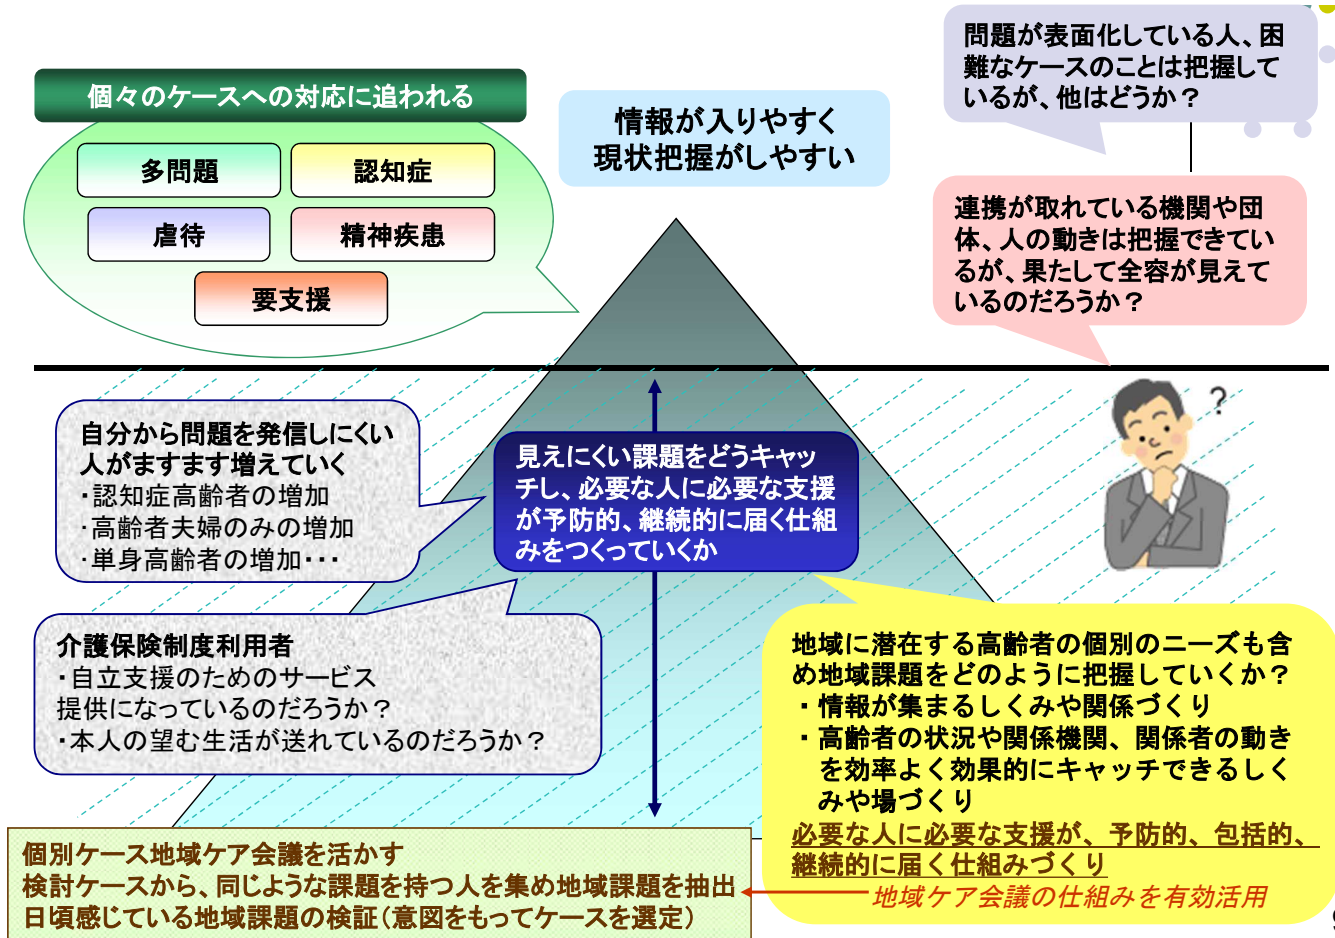 問題が表面化している人、困
難なケースのことは把握して
いるが、他はどうか？
個々のケースへの対応に追われる
情報が入りやすく
現状把握がしやすい
多問題
認知症
虐待
精神疾患
要支援
連携が取れている機関や団
体、人の動きは把握できてい
るが、果たして全容が見えて
いるのだろうか？
?
自分から問題を発信しにくい
人がますます増えていく
・認知症高齢者の増加
・高齢者夫婦のみの増加
・単身高齢者の増加・・・
見えにくい課題をどうキャッ
チし、必要な人に必要な支援
が予防的、継続的に届く仕組
みをつくっていくか
介護保険制度利用者
・自立支援のためのサービス
提供になっているのだろうか？
・本人の望む生活が送れているのだろうか？
地域に潜在する高齢者の個別のニーズも含
め地域課題をどのように把握していくか？
・情報が集まるしくみや関係づくり
・高齢者の状況や関係機関、関係者の動き
を効率よく効果的にキャッチできるしく
みや場づくり
必要な人に必要な支援が、予防的、包括的、
継続的に届く仕組みづくり
地域ケア会議の仕組みを有効活用
個別ケース地域ケア会議を活かす
検討ケースから、同じような課題を持つ人を集め地域課題を抽出
日頃感じている地域課題の検証（意図をもってケースを選定）